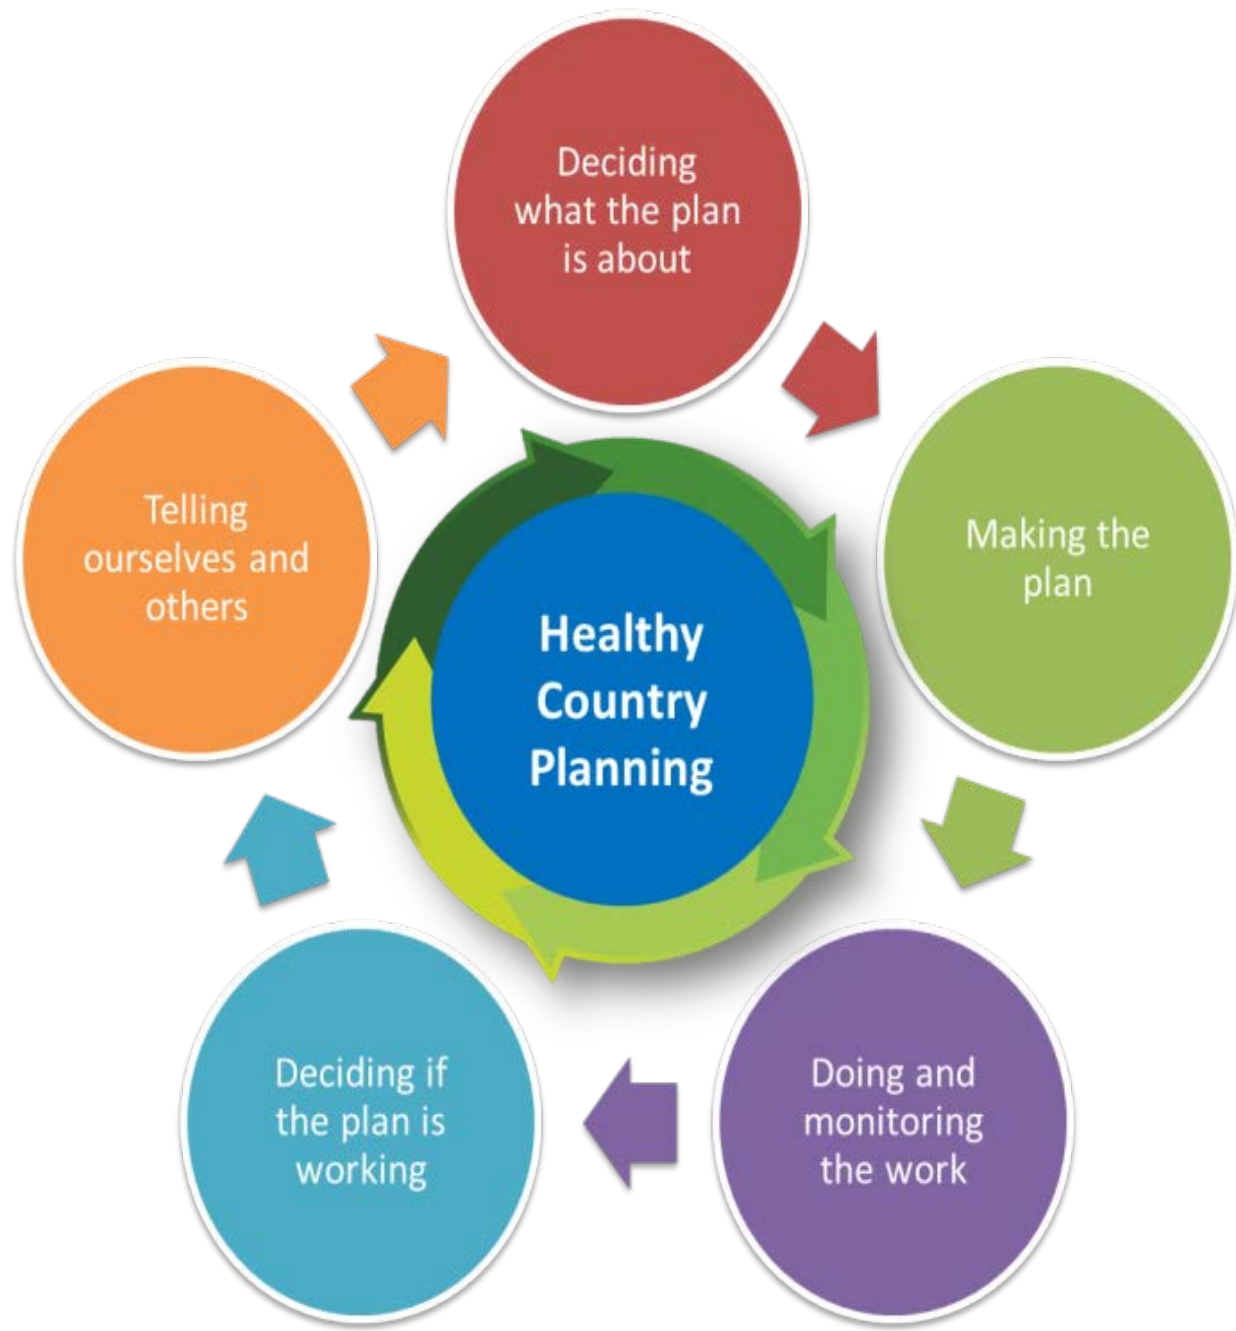 Deciding
what the plan
is about
Making the
plan
Doing and
monitoring
the work
Deciding if
the plan is
working
Telling
ourselves and
others
Healthy
Country
Planning